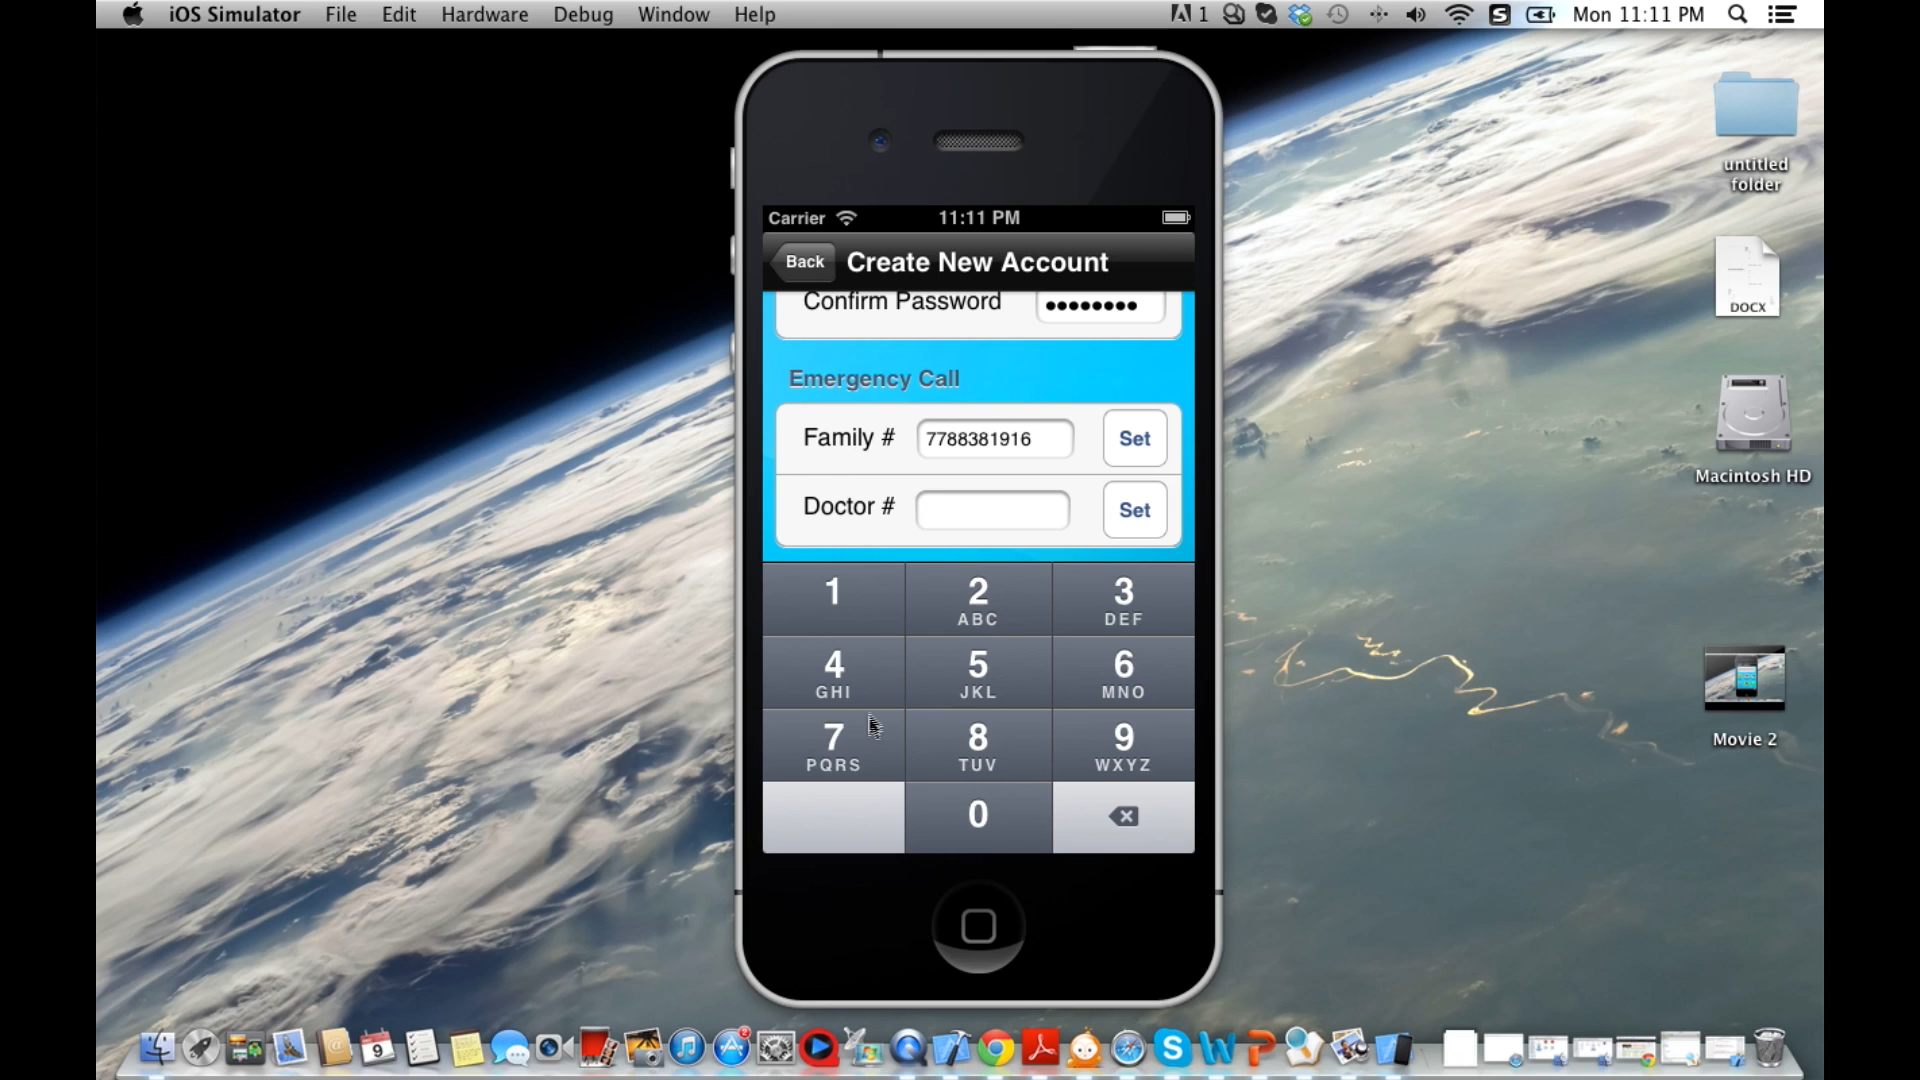 iOS Simulator File Edit Hardware Debug Window Help 1 Mon 11:11 PM
untitled
folder
DOCX
Macintosh HD
Movie 2
Carrier 11:11 PM
Back Create New Account
Confirm Password ●●●●●●●●
Emergency Call
Family # 7788381916 Set
Doctor # Set
1 2 3
ABC DEF
4 5 6
GHI JKL MNO
7 8 9
PQRS TUV WXYZ
0
9
2